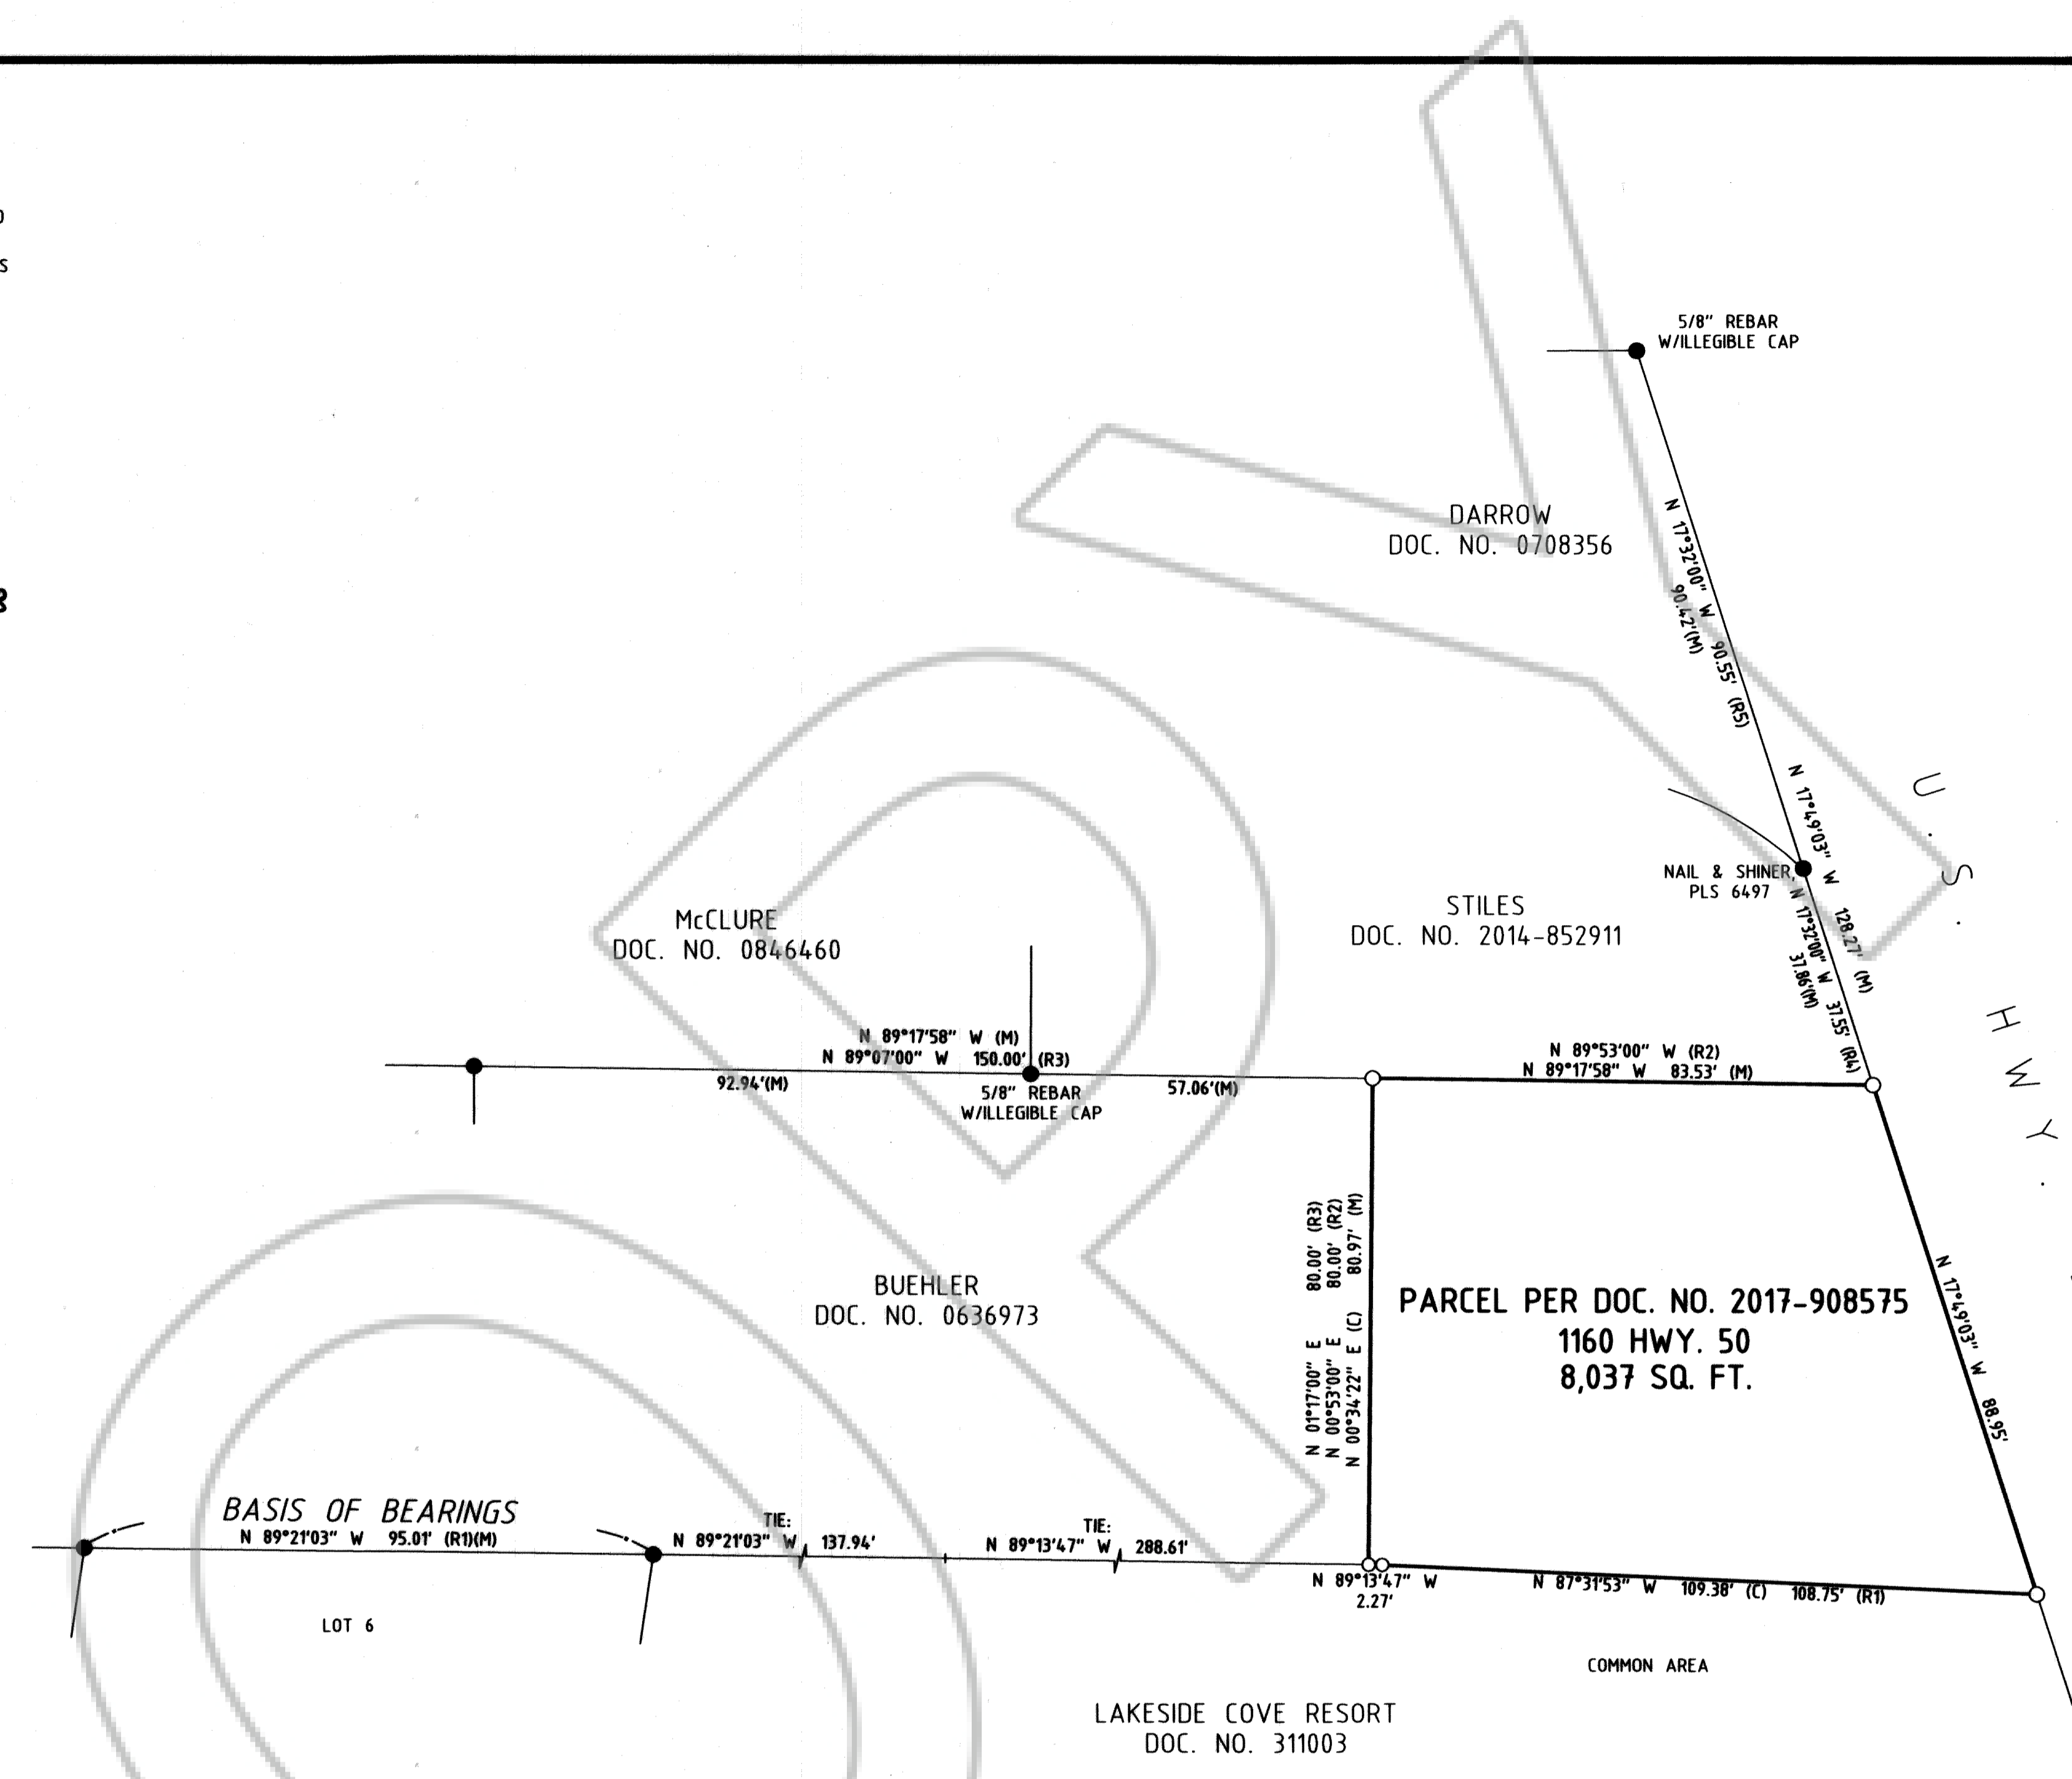 5/8" REBAR
W/ILLEGIBLE CAP
DARROW
DOC. NO. 0708356
N 17°32'00" W 90.55' (R5)
90.42'(M)
U.S. HWY.
N 17°49'03" W 128.27' (M)
NAIL & SHINER,
PLS 6497
N 17°32'00" W 37.55' (R4)
37.86'(M)
McCLURE
DOC. NO. 0846460
STILES
DOC. NO. 2014-852911
N 89°17'58" W (M)
N 89°07'00" W 150.00' (R3)
92.94'(M)
5/8" REBAR
W/ILLEGIBLE CAP
57.06'(M)
N 89°53'00" W (R2)
N 89°17'58" W 83.53' (M)
N 01°17'00" E 80.00' (R3)
N 00°53'00" E 80.00' (R2)
N 00°34'22" E (C) 80.97' (M)
BUEHLER
DOC. NO. 0636973
PARCEL PER DOC. NO. 2017-908575
1160 HWY. 50
8,037 SQ. FT.
N 17°49'03" W 88.95'
BASIS OF BEARINGS
N 89°21'03" W 95.01' (R1)(M)
TIE:
N 89°21'03" W 137.94'
TIE:
N 89°13'47" W 288.61'
N 89°13'47" W
2.27'
N 87°31'53" W 109.38' (C) 108.75' (R1)
LOT 6
COMMON AREA
LAKESIDE COVE RESORT
DOC. NO. 311003